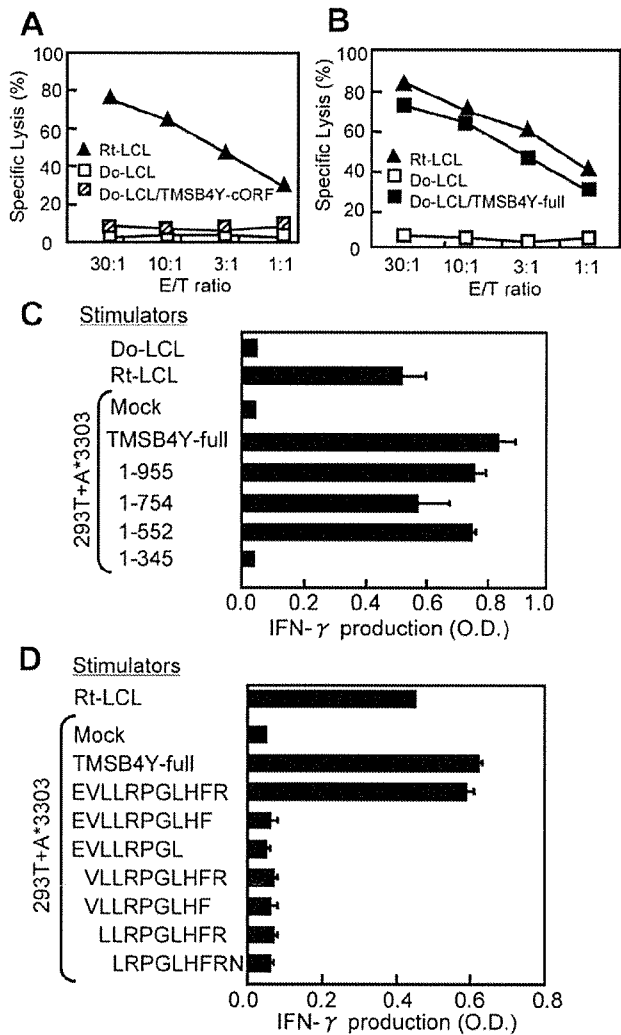 A
Specific Lysis (%)
100
80
60
40
20
0
Rt-LCL
Do-LCL
Do-LCL/TMSB4Y-cORF
30:1 10:1 3:1 1:1
E/T ratio
B
Specific Lysis (%)
100
80
60
40
20
0
Rt-LCL
Do-LCL
Do-LCL/TMSB4Y-full
30:1 10:1 3:1 1:1
E/T ratio
C
Stimulators
Do-LCL
Rt-LCL
293T+A*3303
Mock
TMSB4Y-full
1-955
1-754
1-552
1-345
0.0 0.2 0.4 0.6 0.8 1.0
IFN-γ production (O.D.)
D
Stimulators
Rt-LCL
293T+A*3303
Mock
TMSB4Y-full
EVLLRPGLHFR
EVLLRPGLHF
EVLLRPGL
VLLRPGLHFR
VLLRPGLHF
LLRPGLHFR
LRPGLHFRN
0.0 0.2 0.4 0.6 0.8
IFN-γ production (O.D.)